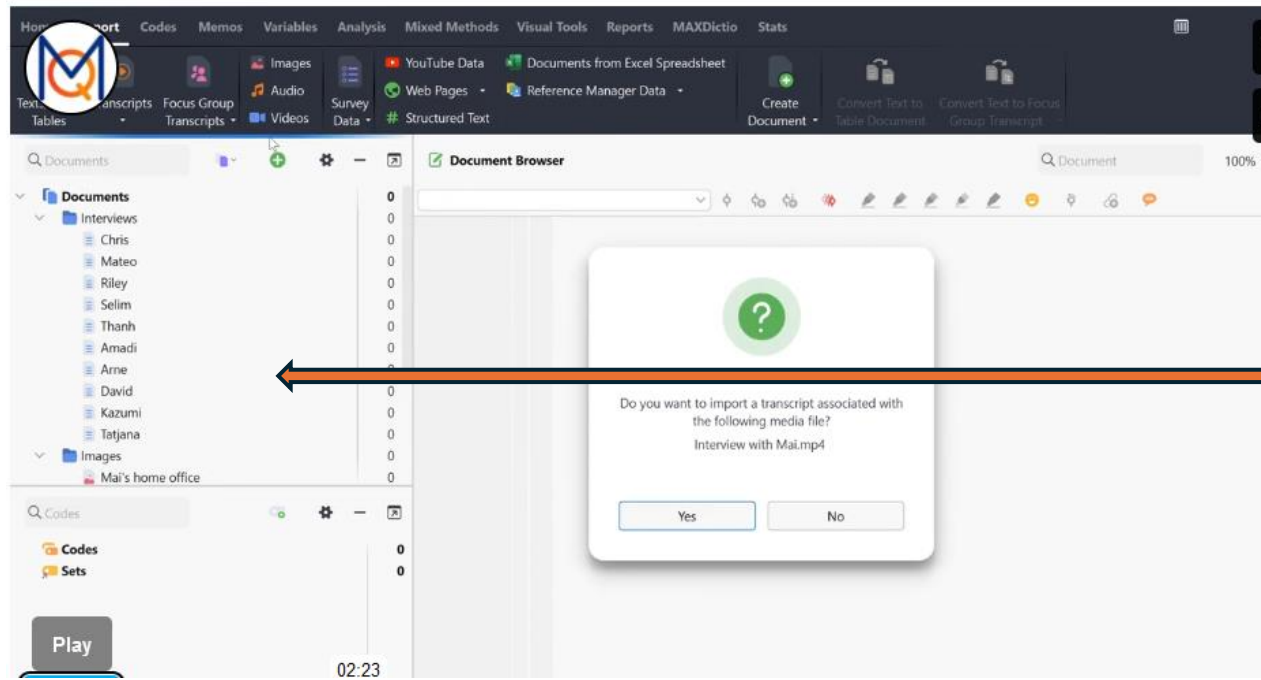 Codes Memos Variables Analysis Mixed Methods Visual Tools Reports MAXDictio Stats
Images YouTube Data Documents from Excel Spreadsheet
Audio Web Pages Reference Manager Data
Videos # Structured Text
Tables
Focus Group
Transcripts
Survey
Data
Create
Document
Convert Text to
Table Document
Convert Text to Focus
Group Transcript
Documents
Document Browser
Document
100%
Documents 0
Interviews 0
Chris 0
Mateo 0
Riley 0
Selim 0
Thanh 0
Amadi 0
Arne
David 0
Kazumi 0
Tatjana 0
Images 0
Mai's home office 0
Do you want to import a transcript associated with
the following media file?
Interview with Mai.mp4
Yes No
Codes
Codes 0
Sets 0
Play
02:23